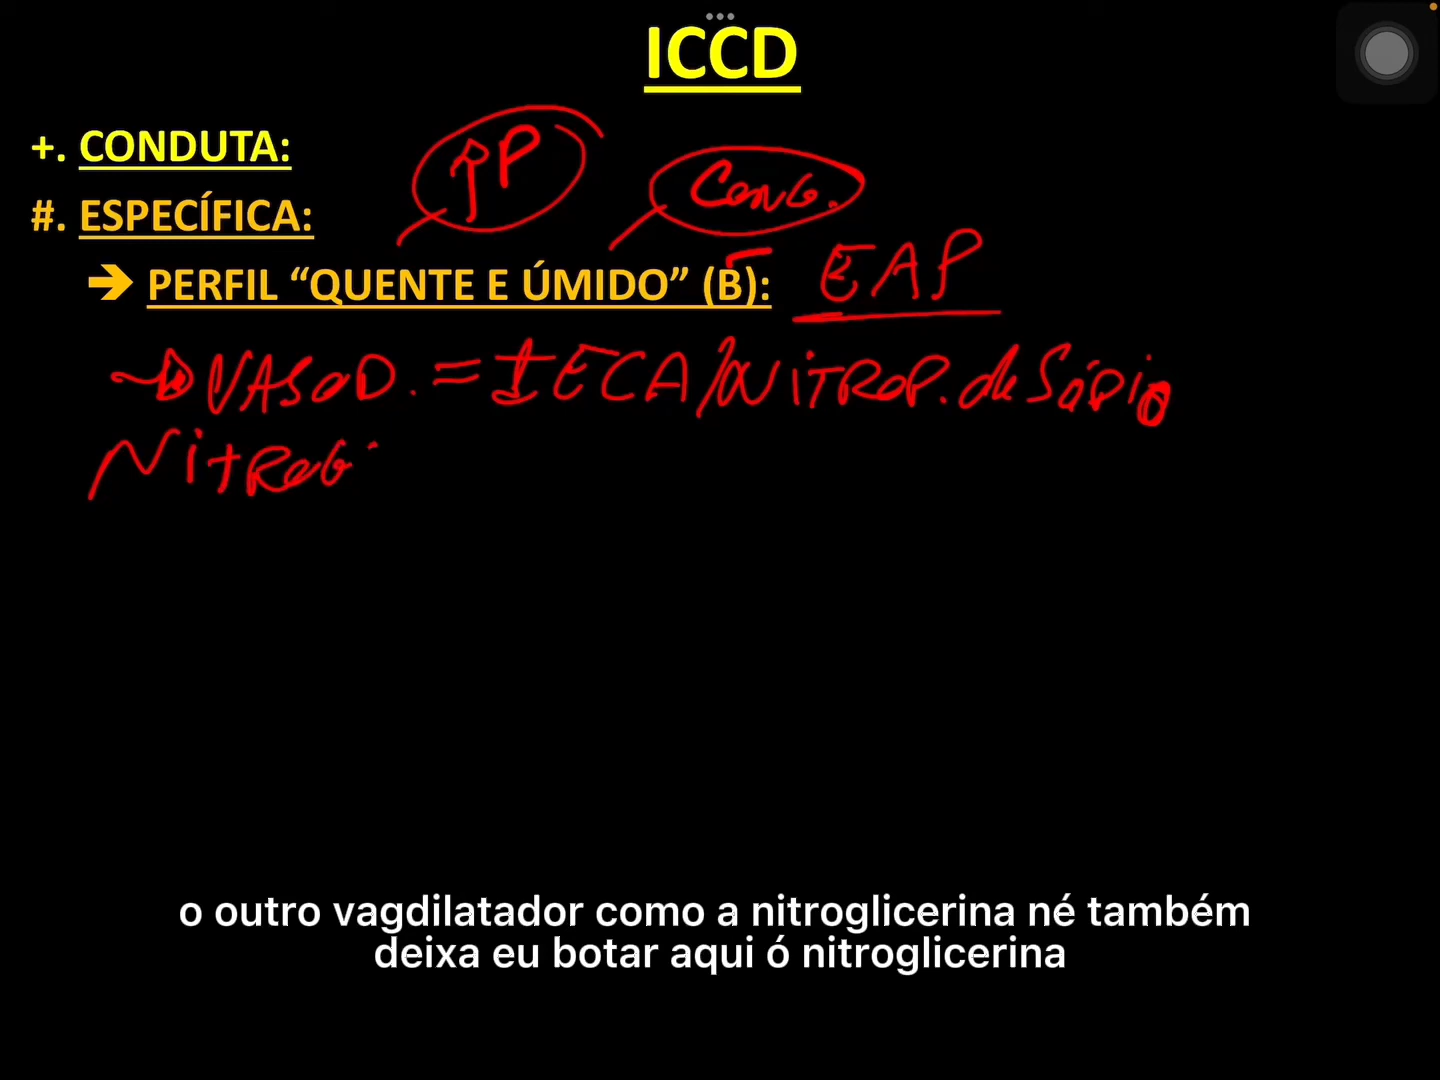 ICCD
+. CONDUTA:
↑P
CONG.
#. ESPECÍFICA:
➔ PERFIL “QUENTE E ÚMIDO” (B):
EAP
→ VASOD. = IECA/NITROP. de SÓDIO
NITROG
o outro vagdilatador como a nitroglicerina né também
deixa eu botar aqui ó nitroglicerina